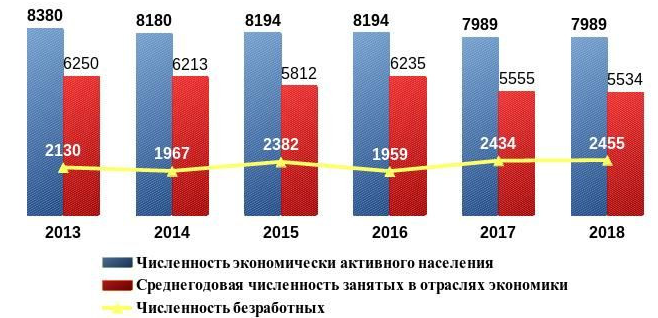 8380 8180 8194 8194 7989 7989
6250 6213 5812 6235 5555 5534
2130 1967 2382 1959 2434 2455
2013 2014 2015 2016 2017 2018
Численность экономически активного населения
Среднегодовая численность занятых в отраслях экономики
Численность безработных